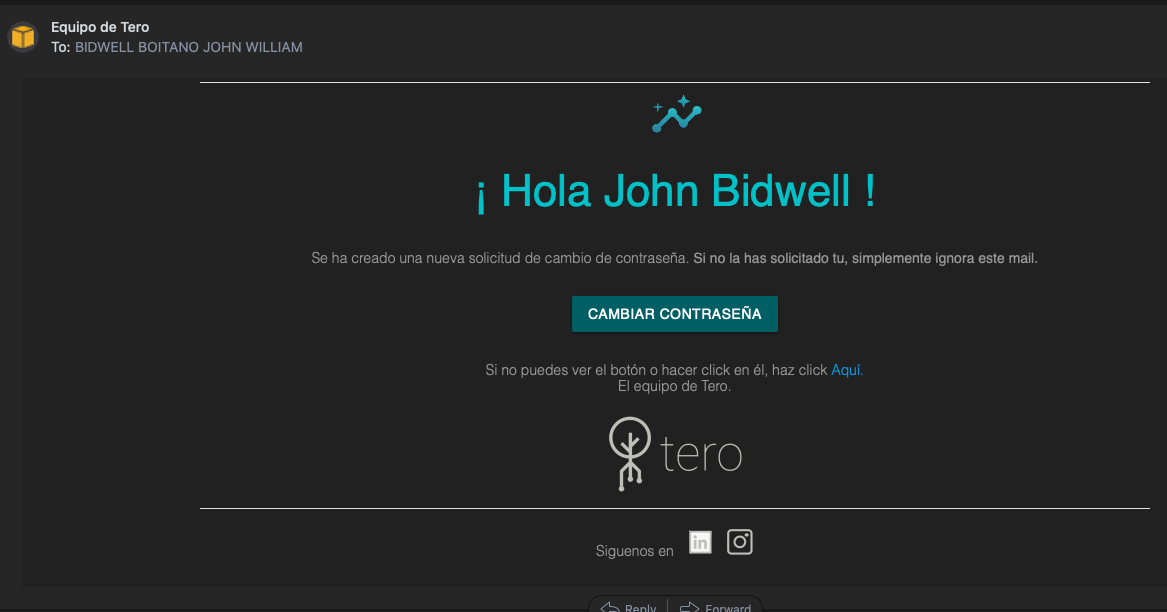 Equipo de Tero
To: BIDWELL BOITANO JOHN WILLIAM
¡ Hola John Bidwell !
Se ha creado una nueva solicitud de cambio de contraseña. Si no la has solicitado tu, simplemente ignora este mail.
CAMBIAR CONTRASEÑA
Si no puedes ver el botón o hacer click en él, haz click Aquí.
El equipo de Tero.
tero
Siguenos en in
Reply Forward